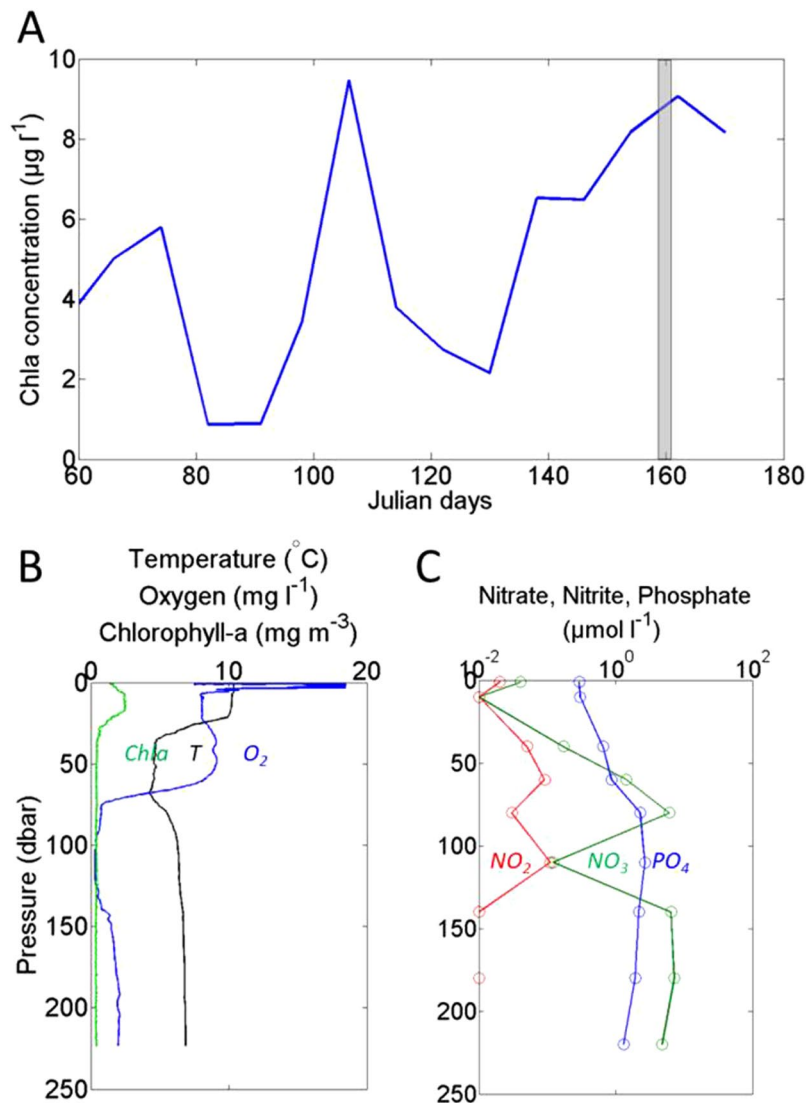 A
10
8
6
4
2
0
Chla concentration (µg l-1)
60 80 100 120 140 160 180
Julian days
B
Temperature (°C)
Oxygen (mg l-1)
Chlorophyll-a (mg m-3)
0 10 20
0
50
100
150
200
250
Pressure (dbar)
Chla T O2
C
Nitrate, Nitrite, Phosphate
(µmol l-1)
10-2 100 102
0
50
100
150
200
250
NO2 NO3 PO4